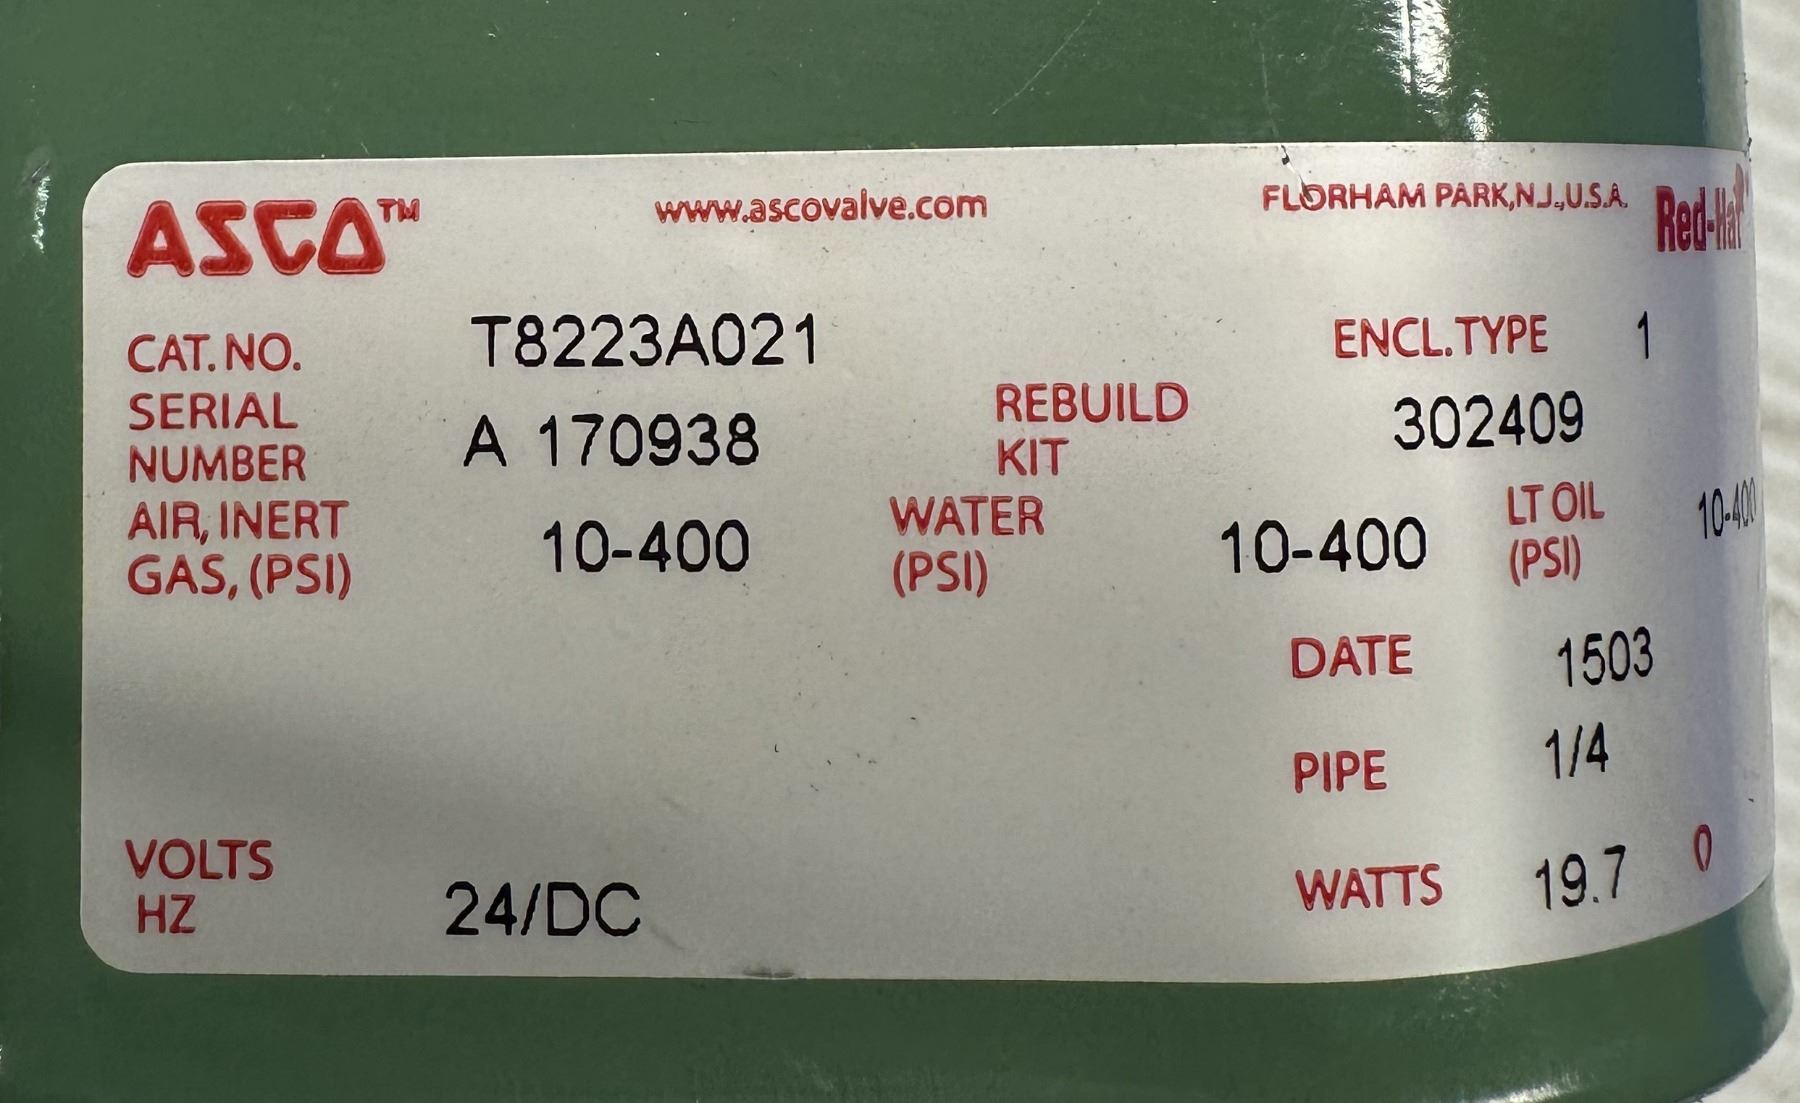 ASCO™ www.ascovalve.com FLORHAM PARK,N.J.,U.S.A. Red-Hat
CAT. NO. T8223A021 ENCL.TYPE 1
SERIAL NUMBER A 170938 REBUILD KIT 302409
AIR, INERT GAS, (PSI) 10-400 WATER (PSI) 10-400 LT OIL (PSI) 10-400
DATE 1503
PIPE 1/4
VOLTS HZ 24/DC WATTS 19.7